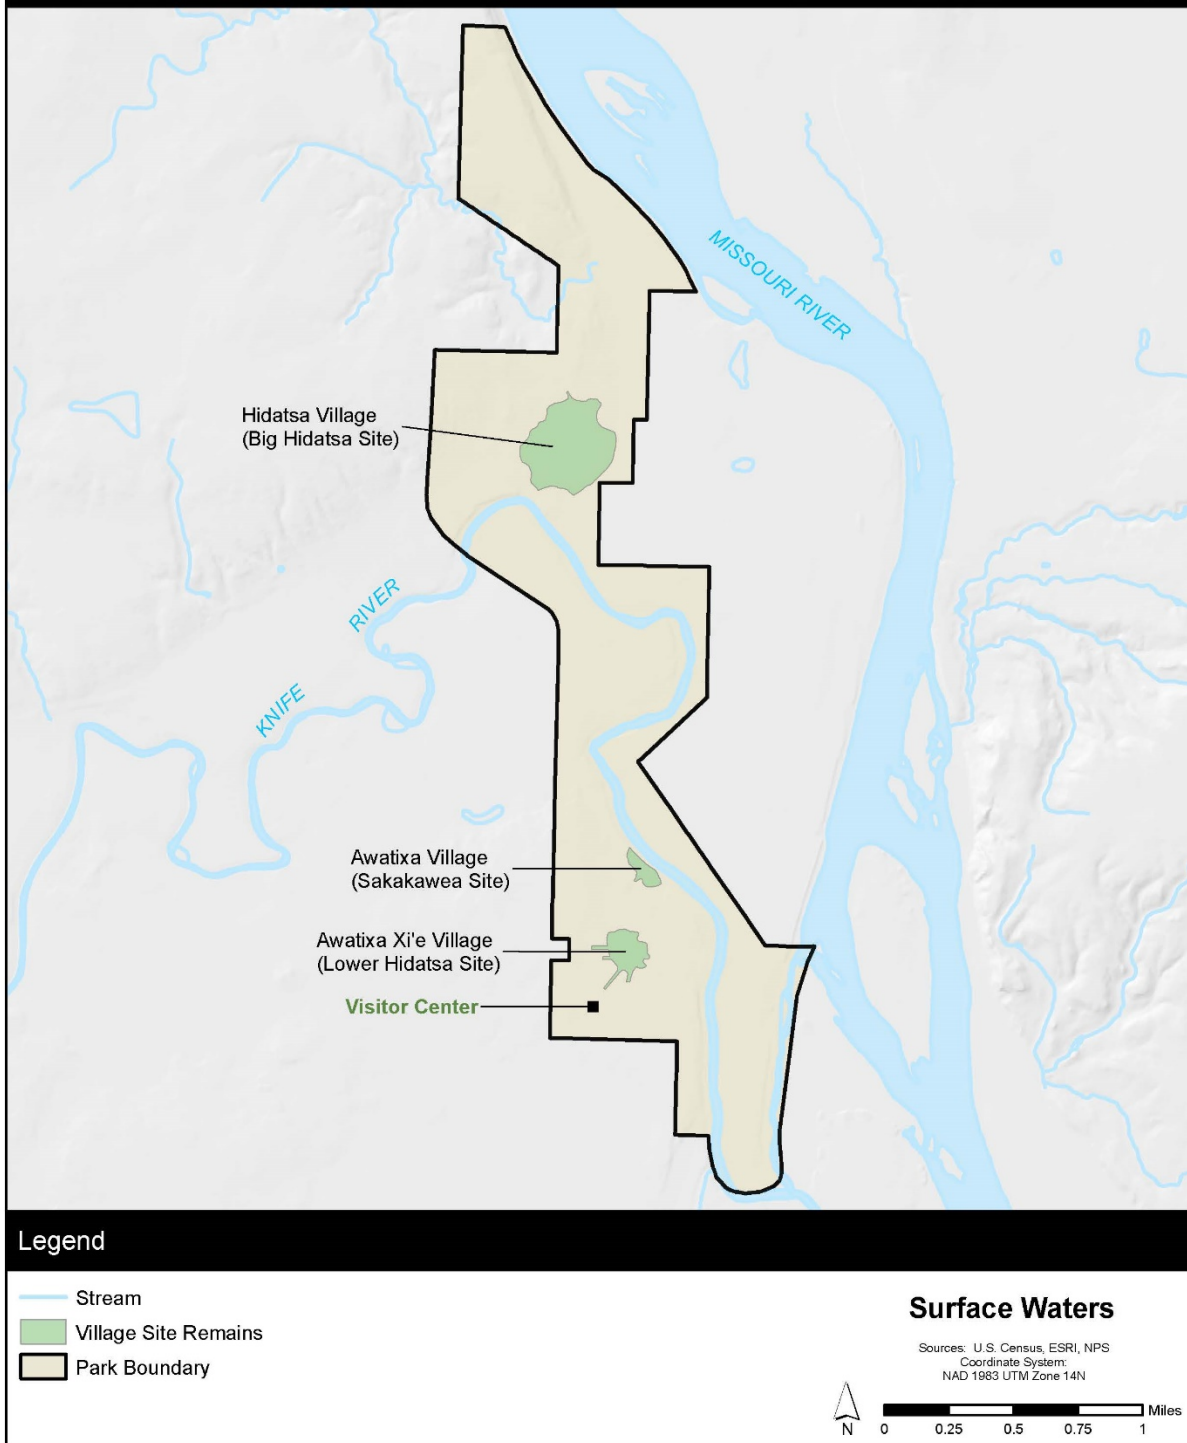 MISSOURI RIVER
Hidatsa Village
(Big Hidatsa Site)
RIVER
KNIFE
Awatixa Village
(Sakakawea Site)
Awatixa Xi'e Village
(Lower Hidatsa Site)
Visitor Center
Legend
Stream
Village Site Remains
Park Boundary
Surface Waters
Sources: U.S. Census, ESRI, NPS
Coordinate System:
NAD 1983 UTM Zone 14N
N
Miles
0 0.25 0.5 0.75 1